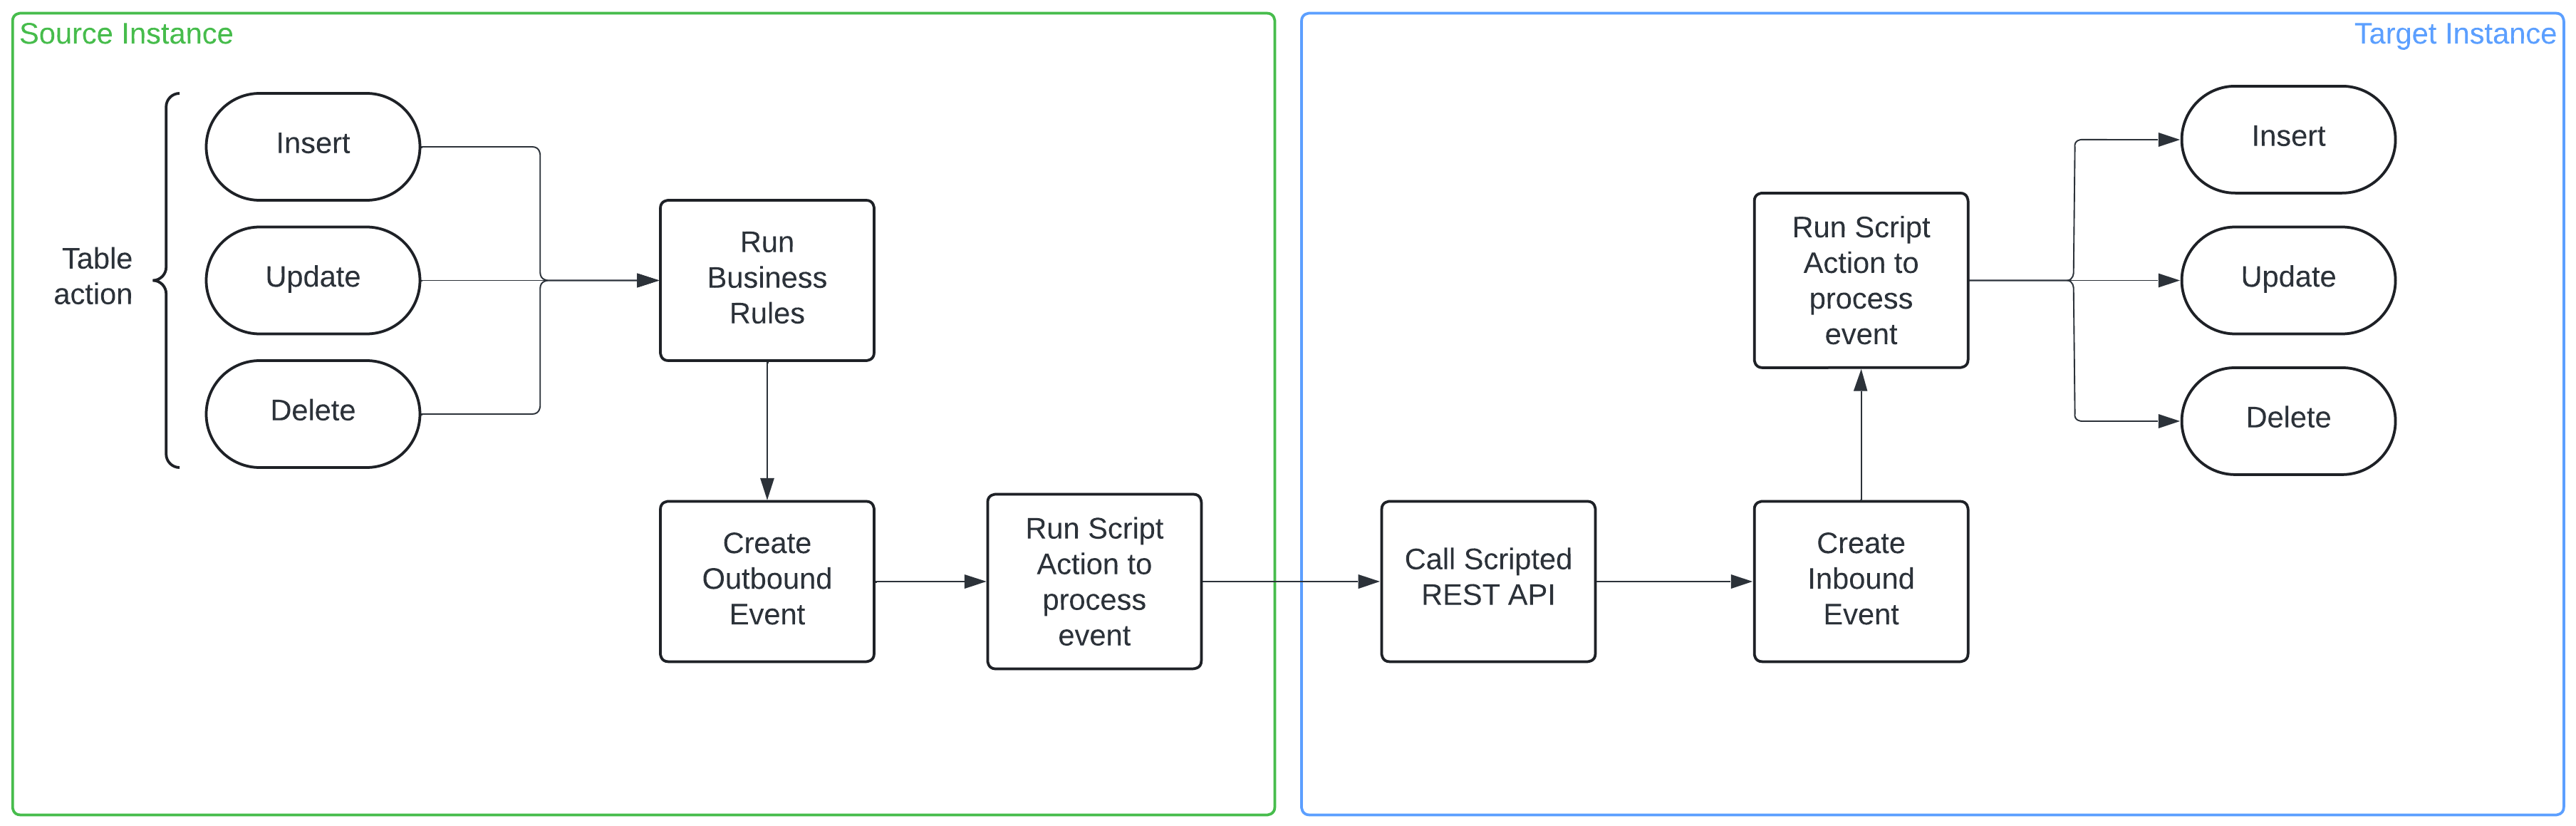 Source Instance
Table
action
Insert
Update
Delete
Run
Business
Rules
Create
Outbound
Event
Run Script
Action to
process
event
Target Instance
Call Scripted
REST API
Create
Inbound
Event
Run Script
Action to
process
event
Insert
Update
Delete